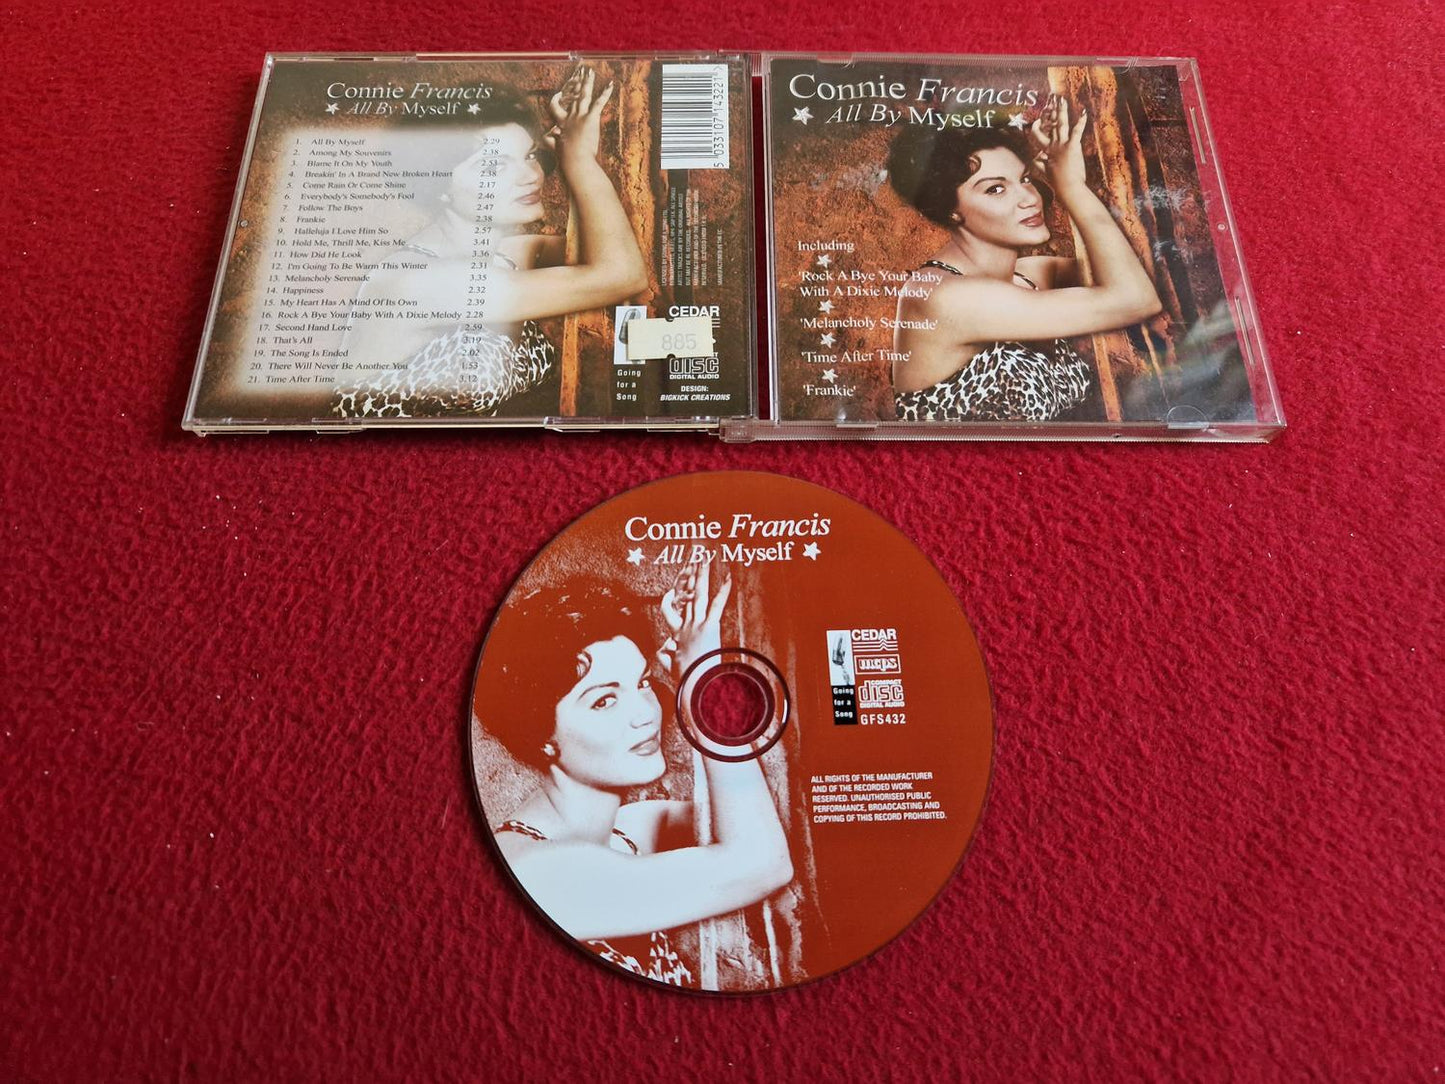 Connie Francis
All By Myself
1. All By Myself 2.29
2. Among My Souvenirs 2.38
3. Blame It On My Youth 2.53
4. Breakin' In A Brand New Broken Heart 2.38
5. Come Rain Or Come Shine 2.17
6. Everybody's Somebody's Fool 2.46
7. Follow The Boys 2.47
8. Frankie 2.38
9. Halleluja I Love Him So 2.57
10. Hold Me, Thrill Me, Kiss Me 3.41
11. How Did He Look 3.36
12. I'm Going To Be Warm This Winter 2.31
13. Melancholy Serenade 3.35
14. Happiness 2.32
15. My Heart Has A Mind Of Its Own 2.39
16. Rock A Bye Your Baby With A Dixie Melody 2.28
17. Second Hand Love 2.59
18. That's All 3.19
19. The Song Is Ended 2.02
20. There Will Never Be Another You 1.53
21. Time After Time 3.12
5 033107 143221 >
MANUFACTURED IN THE EC.
CEDAR
885
disc
DIGITAL AUDIO
Going
for a
Song
DESIGN:
BIGKICK CREATIONS
Connie Francis
All By Myself
Including
'Rock A Bye Your Baby
With A Dixie Melody'
'Melancholy Serenade'
'Time After Time'
'Frankie'
Connie Francis
All By Myself
CEDAR
mcps
COMPACT
disc
DIGITAL AUDIO
Going
for a
Song
GFS432
ALL RIGHTS OF THE MANUFACTURER
AND OF THE RECORDED WORK
RESERVED. UNAUTHORISED PUBLIC
PERFORMANCE, BROADCASTING AND
COPYING OF THIS RECORD PROHIBITED.